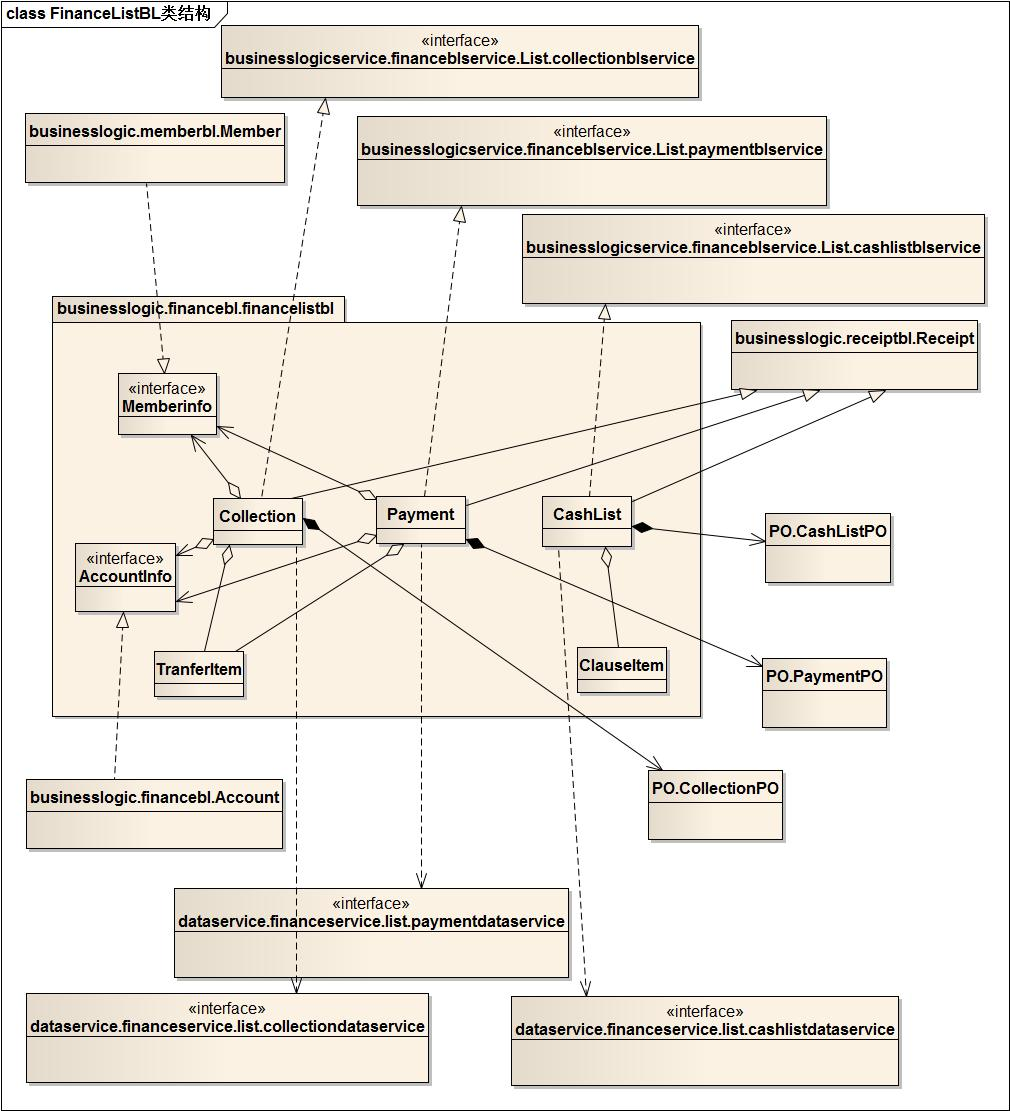 class FinanceListBL类结构
«interface»
businesslogicservice.financeblservice.List.collectionblservice
businesslogic.memberbl.Member
«interface»
businesslogicservice.financeblservice.List.paymentblservice
«interface»
businesslogicservice.financeblservice.List.cashlistblservice
businesslogic.financebl.financelistbl
businesslogic.receiptbl.Receipt
«interface»
Memberinfo
Collection
Payment
CashList
PO.CashListPO
«interface»
AccountInfo
TranferItem
ClauseItem
PO.PaymentPO
businesslogic.financebl.Account
PO.CollectionPO
«interface»
dataservice.financeservice.list.paymentdataservice
«interface»
dataservice.financeservice.list.collectiondataservice
«interface»
dataservice.financeservice.list.cashlistdataservice